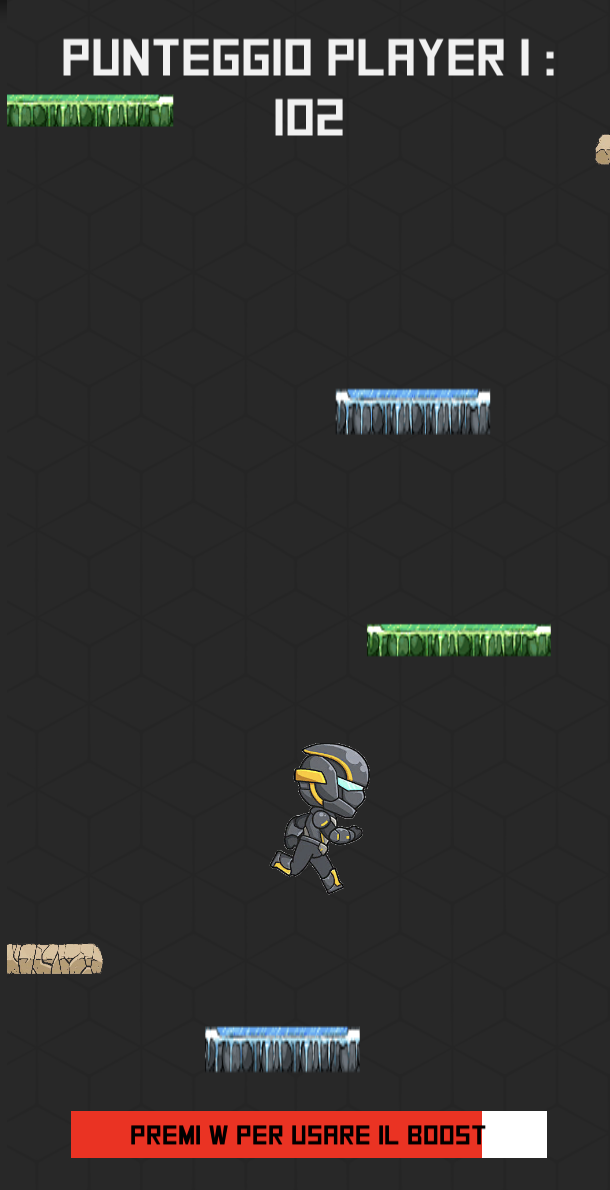 PUNTEGGIO PLAYER 1 :
102
PREMI W PER USARE IL BOOST